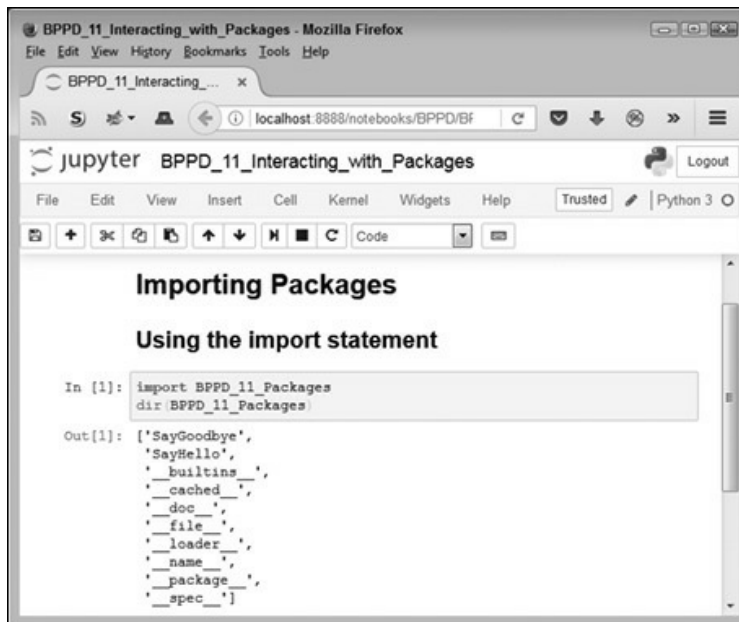 BPPD_11_Interacting_with_Packages - Mozilla Firefox
File Edit View History Bookmarks Tools Help
BPPD_11_Interacting_... ×
localhost:8888/notebooks/BPPD/BF
jupyter BPPD_11_Interacting_with_Packages
Logout
File Edit View Insert Cell Kernel Widgets Help Trusted Python 3
Code
Importing Packages
Using the import statement
In [1]: import BPPD_11_Packages
dir(BPPD_11_Packages)
Out[1]: ['SayGoodbye',
'SayHello',
'__builtins__',
'__cached__',
'__doc__',
'__file__',
'__loader__',
'__name__',
'__package__',
'__spec__']